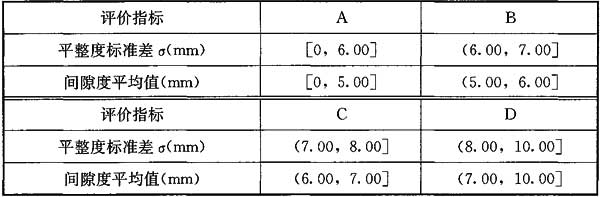 评价指标 A B
平整度标准差 σ(mm) [0, 6.00] (6.00, 7.00]
间隙度平均值(mm) [0, 5.00] (5.00, 6.00]
评价指标 C D
平整度标准差 σ(mm) (7.00, 8.00] (8.00, 10.00]
间隙度平均值(mm) (6.00, 7.00] (7.00, 10.00]